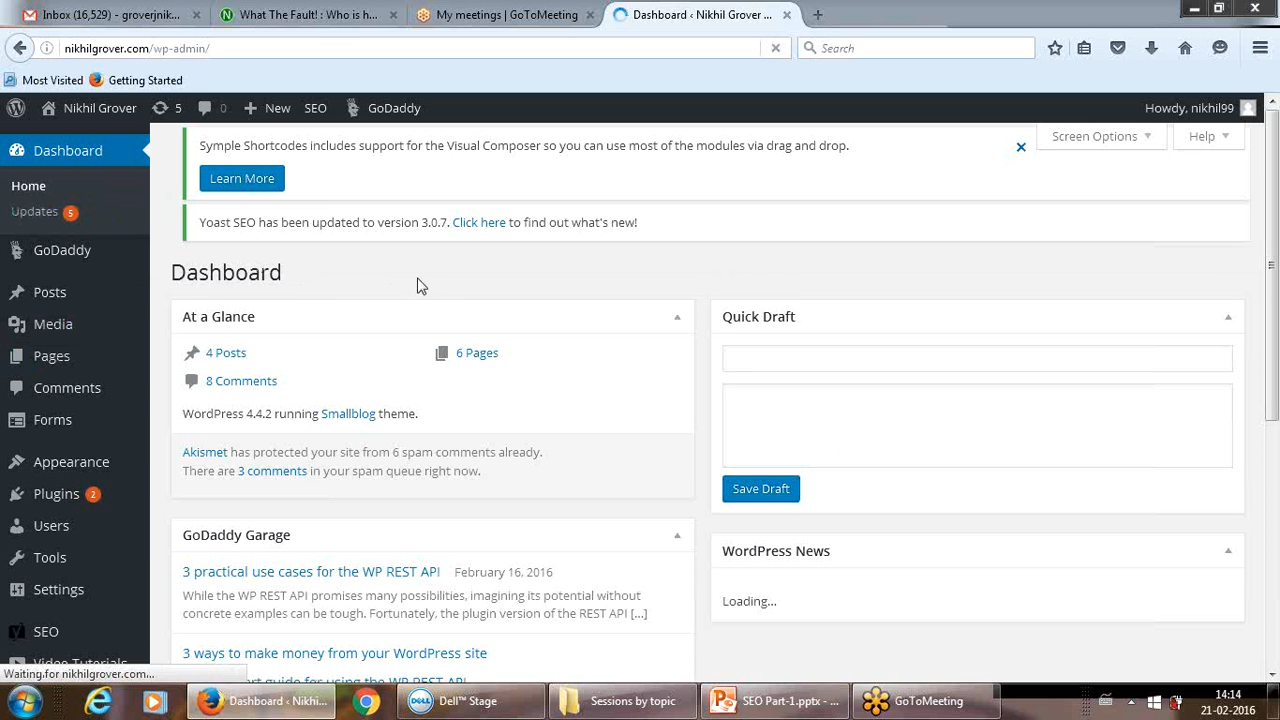 Inbox (16,529) - groverjnik...
What The Fault! : Who is h...
My meetings | GoToMeeting
Dashboard ‹ Nikhil Grover ...
nikhilgrover.com/wp-admin/
Search
Most Visited
Getting Started
Nikhil Grover
5
0
New
SEO
GoDaddy
Howdy, nikhil99
Dashboard
Home
Updates 5
GoDaddy
Posts
Media
Pages
Comments
Forms
Appearance
Plugins 2
Users
Tools
Settings
SEO
Video Tutorials
Screen Options
Help
Symple Shortcodes includes support for the Visual Composer so you can use most of the modules via drag and drop.
Learn More
Yoast SEO has been updated to version 3.0.7. Click here to find out what's new!
Dashboard
At a Glance
4 Posts
6 Pages
8 Comments
WordPress 4.4.2 running Smallblog theme.
Akismet has protected your site from 6 spam comments already.
There are 3 comments in your spam queue right now.
GoDaddy Garage
3 practical use cases for the WP REST API February 16, 2016
While the WP REST API promises many possibilities, imagining its potential without
concrete examples can be tough. Fortunately, the plugin version of the REST API [...]
3 ways to make money from your WordPress site
rt guide for using the WP REST API
Quick Draft
Save Draft
WordPress News
Loading...
Waiting for nikhilgrover.com...
Dashboard ‹ Nikhi...
DELL
Dell™ Stage
Sessions by topic
SEO Part-1.pptx - ...
GoToMeeting
14:14
21-02-2016